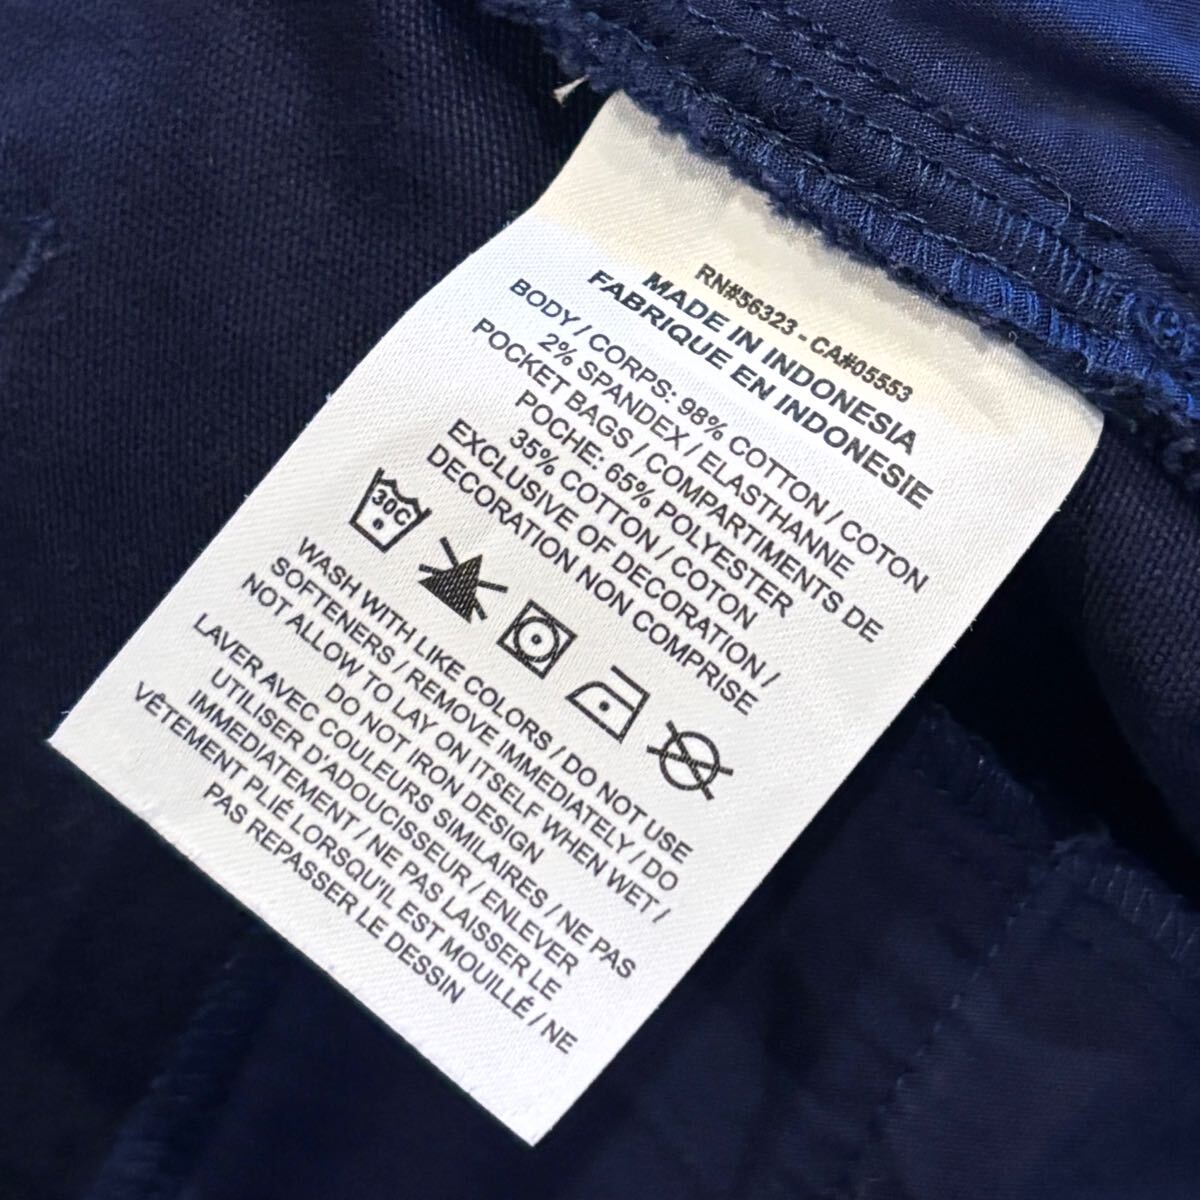 RN#56323 - CA#05553
MADE IN INDONESIA
FABRIQUE EN INDONESIE
BODY / CORPS: 98% COTTON / COTON
2% SPANDEX / ELASTHANNE
POCKET BAGS / COMPARTIMENTS DE
POCHE: 65% POLYESTER
35% COTTON / COTON
EXCLUSIVE OF DECORATION /
DECORATION NON COMPRISE
30C
WASH WITH LIKE COLORS / DO NOT USE
SOFTENERS / REMOVE IMMEDIATELY / DO
NOT ALLOW TO LAY ON ITSELF WHEN WET /
DO NOT IRON DESIGN
LAVER AVEC COULEURS SIMILAIRES / NE PAS
UTILISER D'ADOUCISSEUR / ENLEVER
IMMEDIATEMENT / NE PAS LAISSER LE
VÊTEMENT PLIÉ LORSQU'IL EST MOUILLÉ / NE
PAS REPASSER LE DESSIN